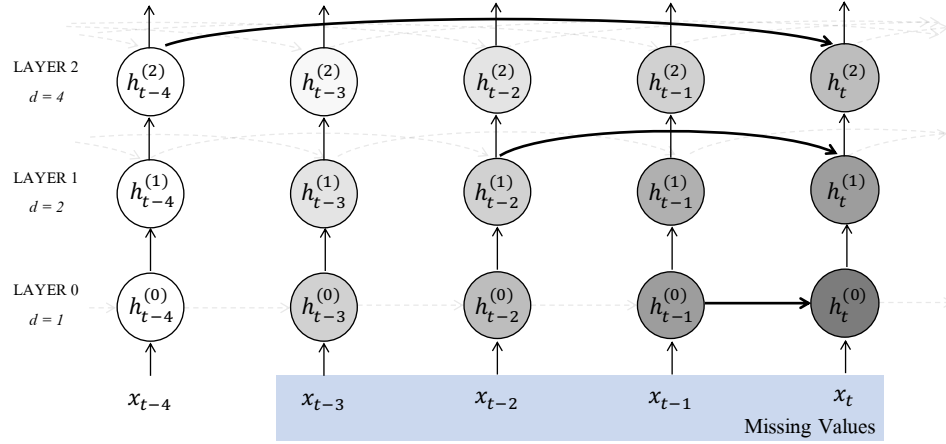 LAYER 2
d = 4
h_{t-4}^{(2)} h_{t-3}^{(2)} h_{t-2}^{(2)} h_{t-1}^{(2)} h_t^{(2)}
LAYER 1
d = 2
h_{t-4}^{(1)} h_{t-3}^{(1)} h_{t-2}^{(1)} h_{t-1}^{(1)} h_t^{(1)}
LAYER 0
d = 1
h_{t-4}^{(0)} h_{t-3}^{(0)} h_{t-2}^{(0)} h_{t-1}^{(0)} h_t^{(0)}
x_{t-4} x_{t-3} x_{t-2} x_{t-1} x_t
Missing Values